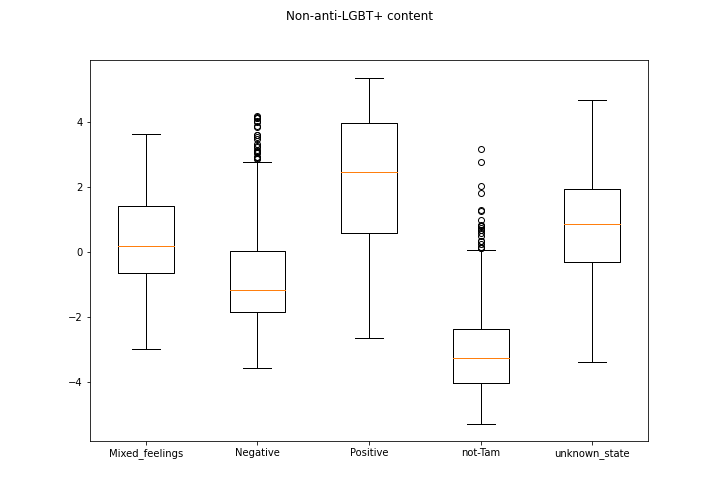 Non-anti-LGBT+ content
4
2
0
−2
−4
Mixed_feelings Negative Positive not-Tam unknown_state